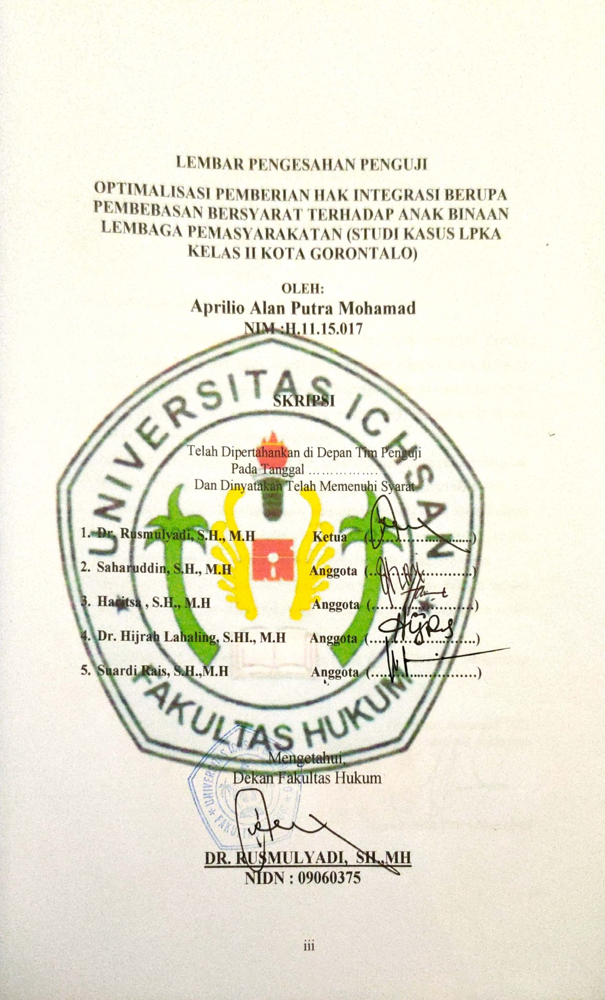 LEMBAR PENGESAHAN PENGUJI
OPTIMALISASI PEMBERIAN HAK INTEGRASI BERUPA
PEMBEBASAN BERSYARAT TERHADAP ANAK BINAAN
LEMBAGA PEMASYARAKATAN (STUDI KASUS LPKA
KELAS II KOTA GORONTALO)
OLEH:
Aprilio Alan Putra Mohamad
NIM :H.11.15.017
UNIVERSITAS ICHSAN
SKRIPSI
Telah Dipertahankan di Depan Tim Penguji
Pada Tanggal ................
Dan Dinyatakan Telah Memenuhi Syarat
1. Dr. Rusmulyadi, S.H., M.H Ketua (..............................)
2. Saharuddin, S.H., M.H Anggota (..............................)
3. Haritsa , S.H., M.H Anggota (..............................)
4. Dr. Hijrah Lahaling, S.HI., M.H Anggota (..............................)
5. Suardi Rais, S.H.,M.H Anggota (..............................)
FAKULTAS HUKUM
Mengetahui,
Dekan Fakultas Hukum
DR. RUSMULYADI, SH.,MH
NIDN : 09060375
iii